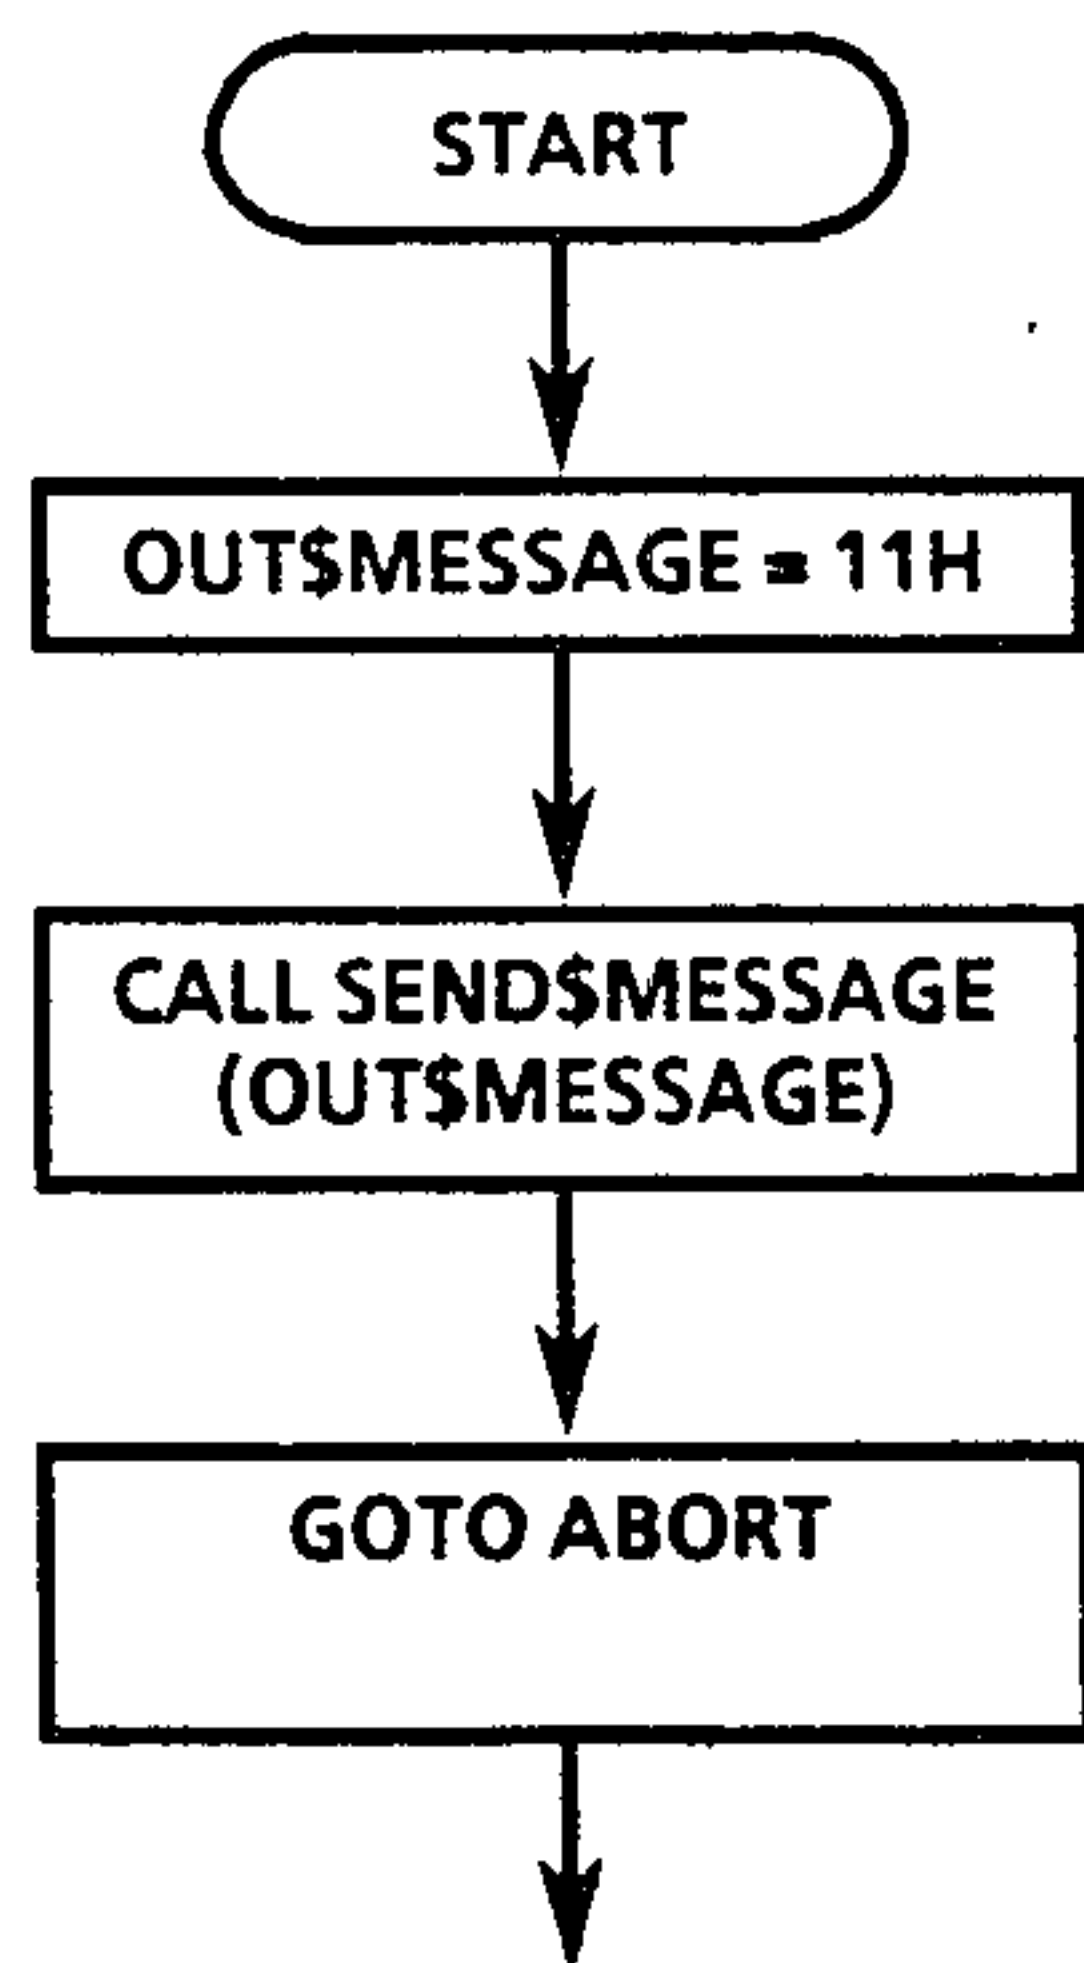 START
OUT$MESSAGE = 11H
CALL SEND$MESSAGE
(OUT$MESSAGE)
GOTO ABORT